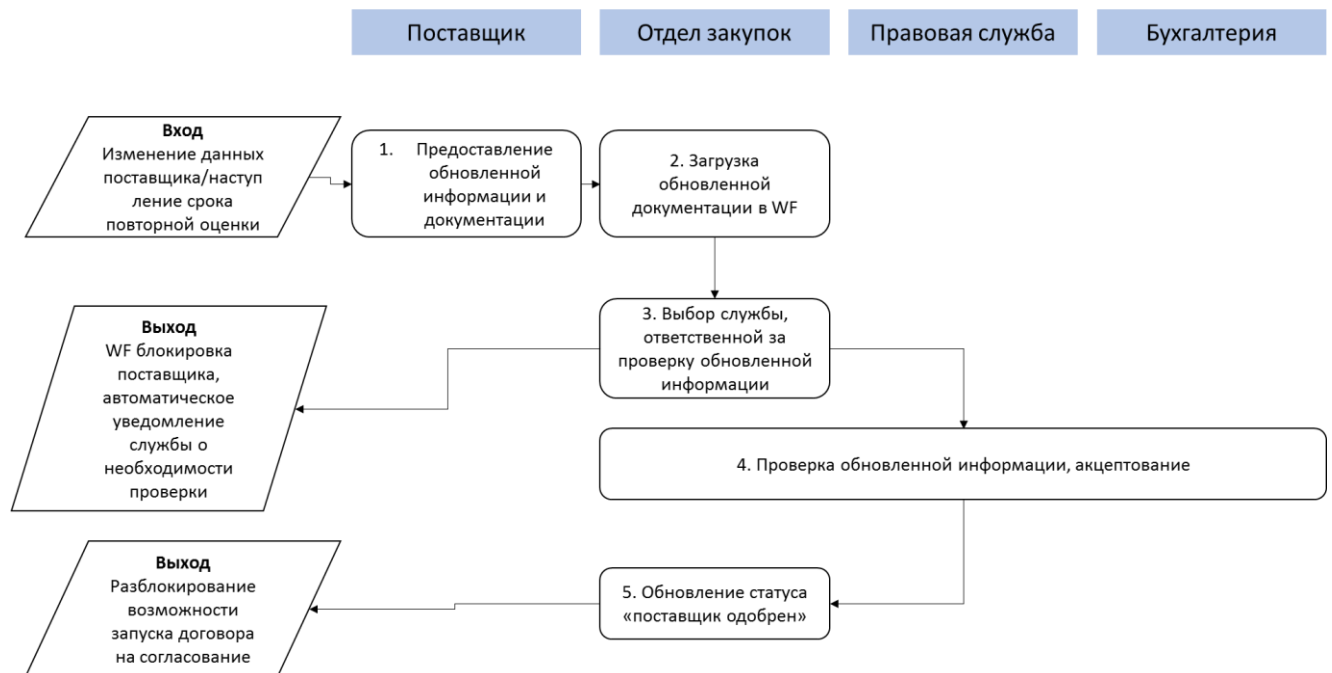 Поставщик
Отдел закупок
Правовая служба
Бухгалтерия
Вход
Изменение данных
поставщика/наступ
ление срока
повторной оценки
1. Предоставление
обновленной
информации и
документации
2. Загрузка
обновленной
документации в WF
Выход
WF блокировка
поставщика,
автоматическое
уведомление
службы о
необходимости
проверки
3. Выбор службы,
ответственной за
проверку обновленной
информации
4. Проверка обновленной информации, акцептование
Выход
Разблокирование
возможности
запуска договора
на согласование
5. Обновление статуса
«поставщик одобрен»